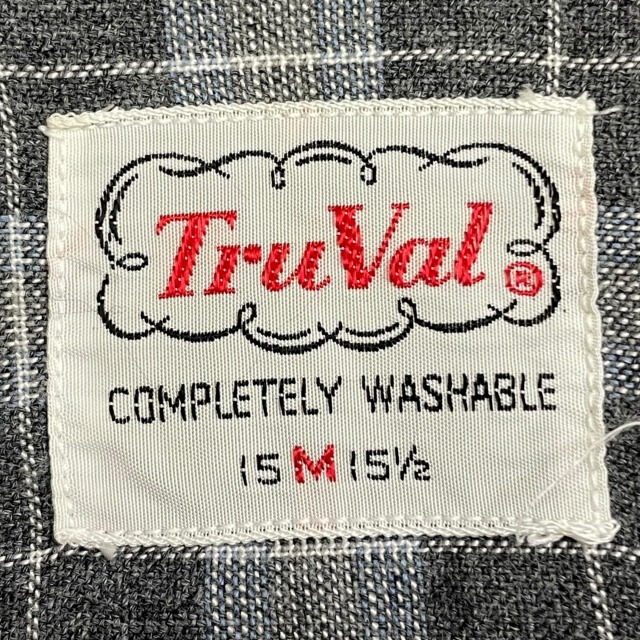 TruVal ®
COMPLETELY WASHABLE
15 M 15½